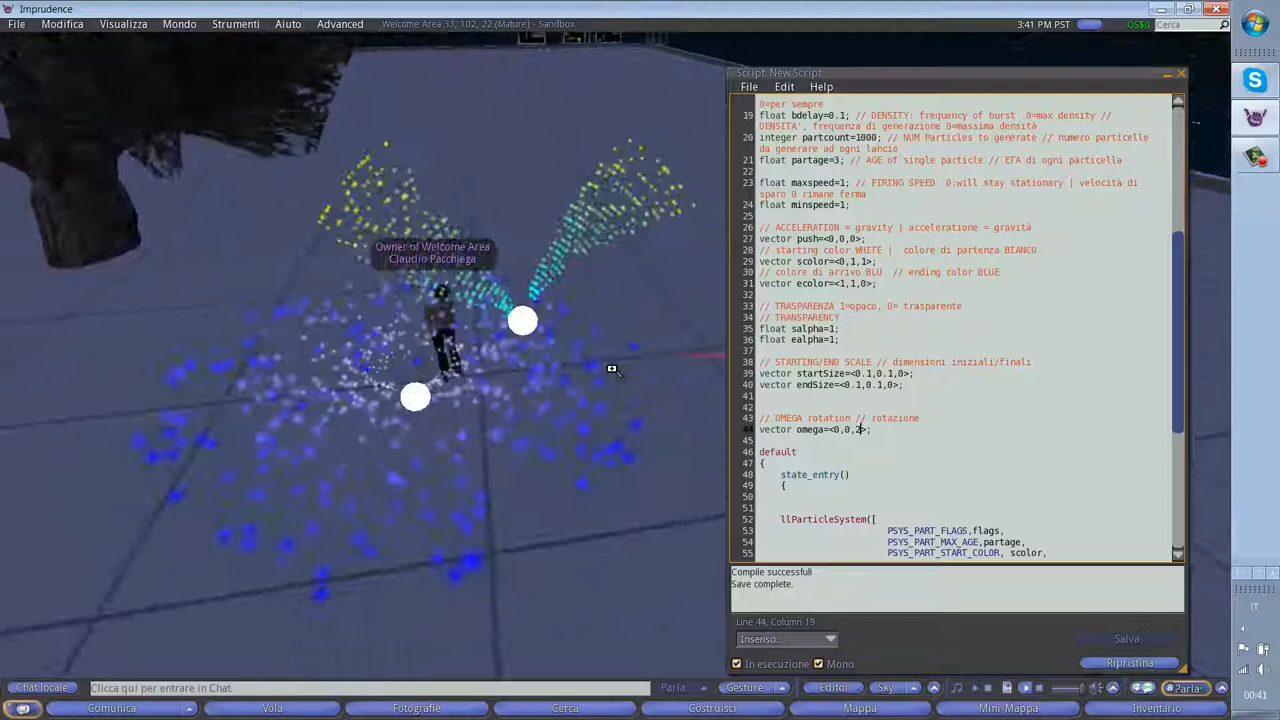 Imprudence
File Modifica Visualizza Mondo Strumenti Aiuto Advanced Welcome Area 33, 102, 22 (Mature) - Sandbox 3:41 PM PST OS$0 Cerca
Owner of Welcome Area
Claudio Pacchiega
Script: New Script
File Edit Help
0=per sempre
19 float bdelay=0.1; // DENSITY: frequency of burst .0=max density //
DENSITA', frequenza di generazione 0=massima densità
20 integer partcount=1000; // NUM Particles to generate // numero particelle
da generare ad ogni lancio
21 float partage=3; // AGE of single particle // ETA di ogni particella
22
23 float maxspeed=1; // FIRING SPEED 0:will stay stationary | velocità di
sparo 0 rimane ferma
24 float minspeed=1;
25
26 // ACCELERATION = gravity | accelerazione = gravità
27 vector push=<0,0,0>;
28 // starting color WHITE | colore di partenza BIANCO
29 vector scolor=<0,1,1>;
30 // colore di arrivo BLU // ending color BLUE
31 vector ecolor=<1,1,0>;
32
33 // TRASPARENZA 1=opaco, 0= trasparente
34 // TRANSPARENCY
35 float salpha=1;
36 float ealpha=1;
37
38 // STARTING/END SCALE // dimensioni iniziali/finali
39 vector startSize=<0.1,0.1,0>;
40 vector endSize=<0.1,0.1,0>;
41
42
43 // OMEGA rotation // rotazione
44 vector omega=<0,0,2>;
45
46 default
47 {
48 state_entry()
49 {
50
51
52 llParticleSystem([
53 PSYS_PART_FLAGS,flags,
54 PSYS_PART_MAX_AGE,partage,
55 PSYS_PART_START_COLOR, scolor,
Compile successfull
Save complete.
Line 44, Column 19
Inserisci... Salva
In esecuzione Mono Ripristina
IT
Chat locale Clicca qui per entrare in Chat. Parla Gesture Editor Sky Parla
Comunica Vola Fotografie Cerca Costruisci Mappa Mini-Mappa Inventario
00:41